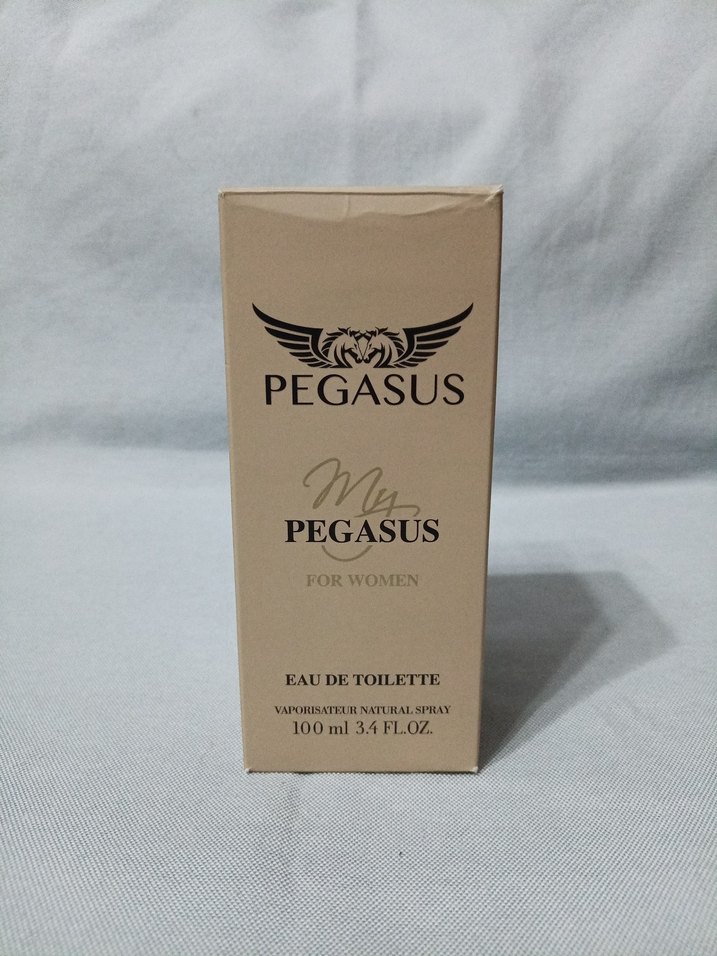 PEGASUS
My
PEGASUS
FOR WOMEN
EAU DE TOILETTE
VAPORISATEUR NATURAL SPRAY
100 ml 3.4 FL.OZ.